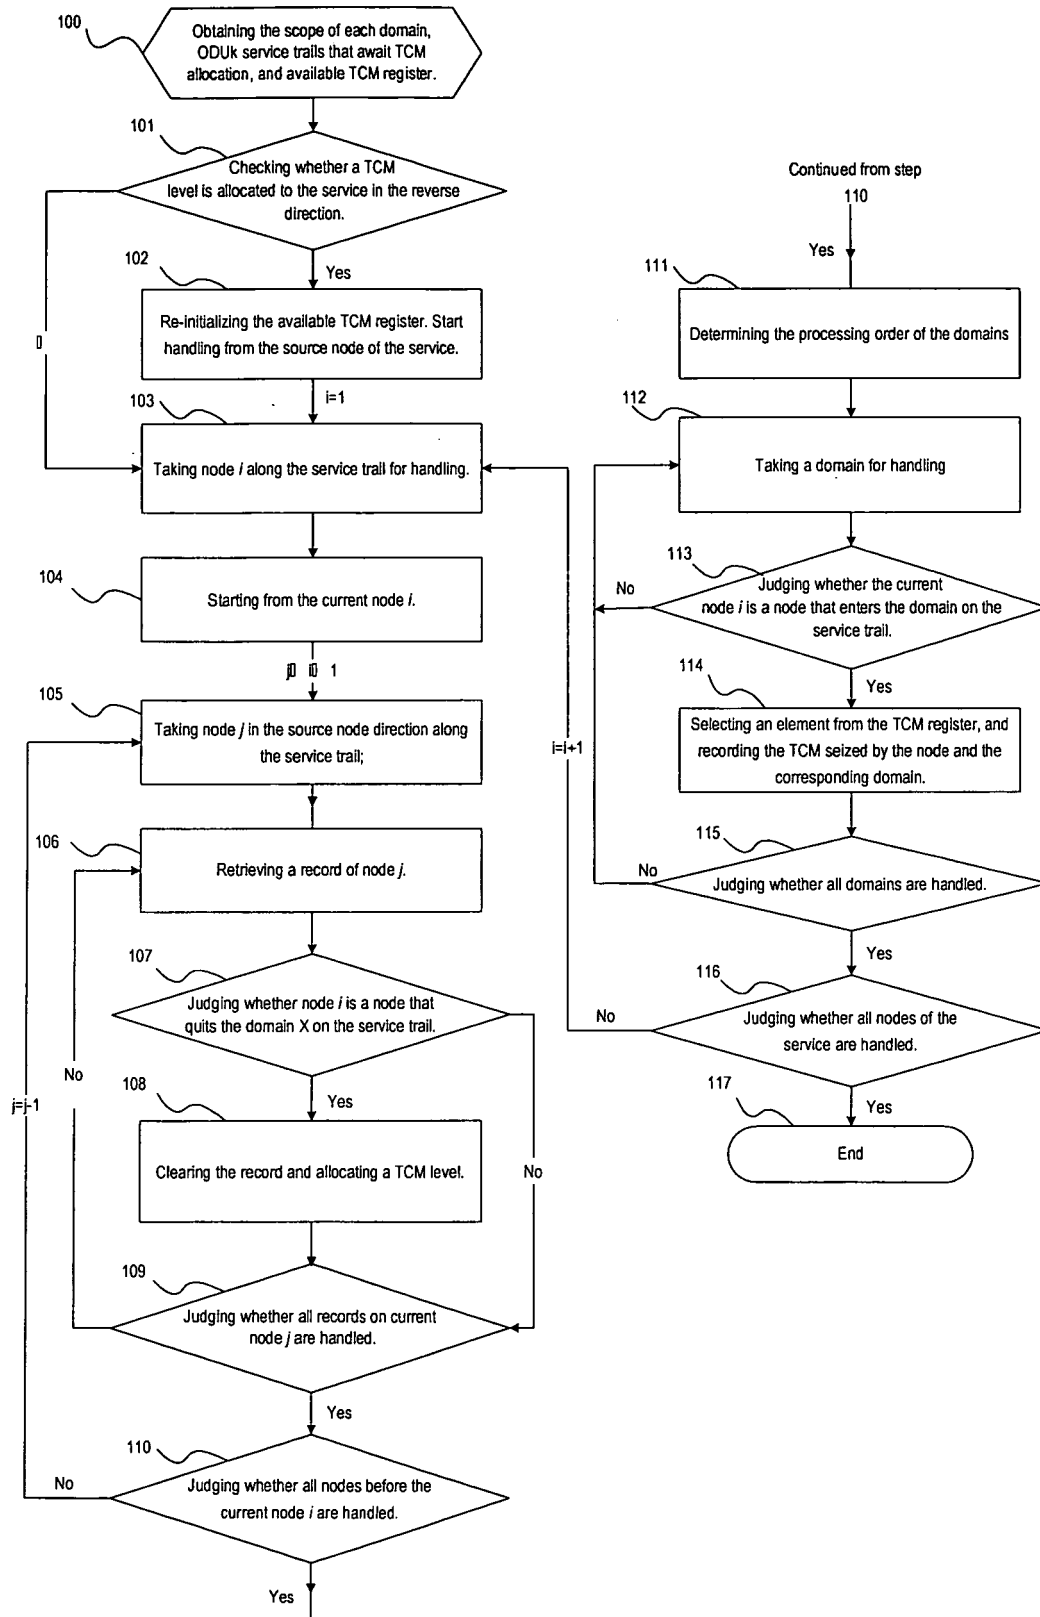 100
Obtaining the scope of each domain,
ODUk service trails that await TCM
allocation, and available TCM register.
101
Checking whether a TCM
level is allocated to the service in the reverse
direction.
Yes
102
Re-initializing the available TCM register. Start
handling from the source node of the service.
i=1
103
Taking node i along the service trail for handling.
104
Starting from the current node i.
1
105
Taking node j in the source node direction along
the service trail;
106
Retrieving a record of node j.
107
Judging whether node i is a node that
quits the domain X on the service trail.
No
j=j-1
Yes
108
Clearing the record and allocating a TCM level.
No
109
Judging whether all records on current
node j are handled.
Yes
110
No
Judging whether all nodes before the
current node i are handled.
Yes
Continued from step
110
Yes
111
Determining the processing order of the domains
112
Taking a domain for handling
113
No
Judging whether the current
node i is a node that enters the domain on the
service trail.
Yes
114
Selecting an element from the TCM register, and
recording the TCM seized by the node and the
corresponding domain.
i=i+1
115
No
Judging whether all domains are handled.
Yes
116
No
Judging whether all nodes of the
service are handled.
Yes
117
End